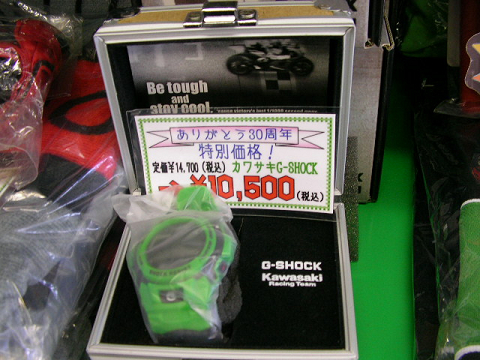 Be tough
and
stay cool.
ありがとう30周年
特別価格!
定価¥14,700(税込) カワサキG-SHOCK
→¥10,500(税込)
G-SHOCK
Kawasaki
Racing Team